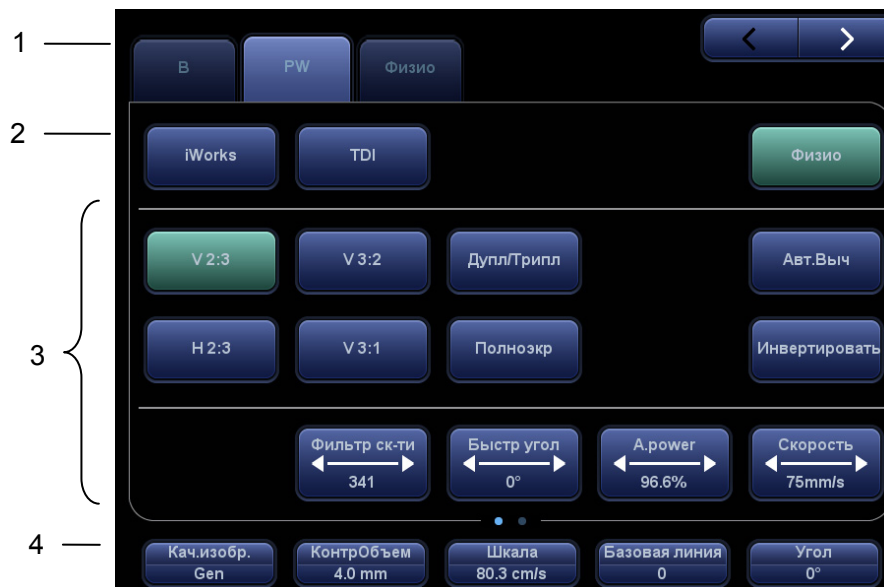 1
B PW Физио
2
iWorks TDI Физио
3
V 2:3 V 3:2 Дупл/Трипл Авт.Выч
H 2:3 V 3:1 Полноэкр Инвертировать
Фильтр ск-ти Быстр угол A.power Скорость
341 0° 96.6% 75mm/s
4
Кач.изобр. КонтрОбъем Шкала Базовая линия Угол
Gen 4.0 mm 80.3 cm/s 0 0°